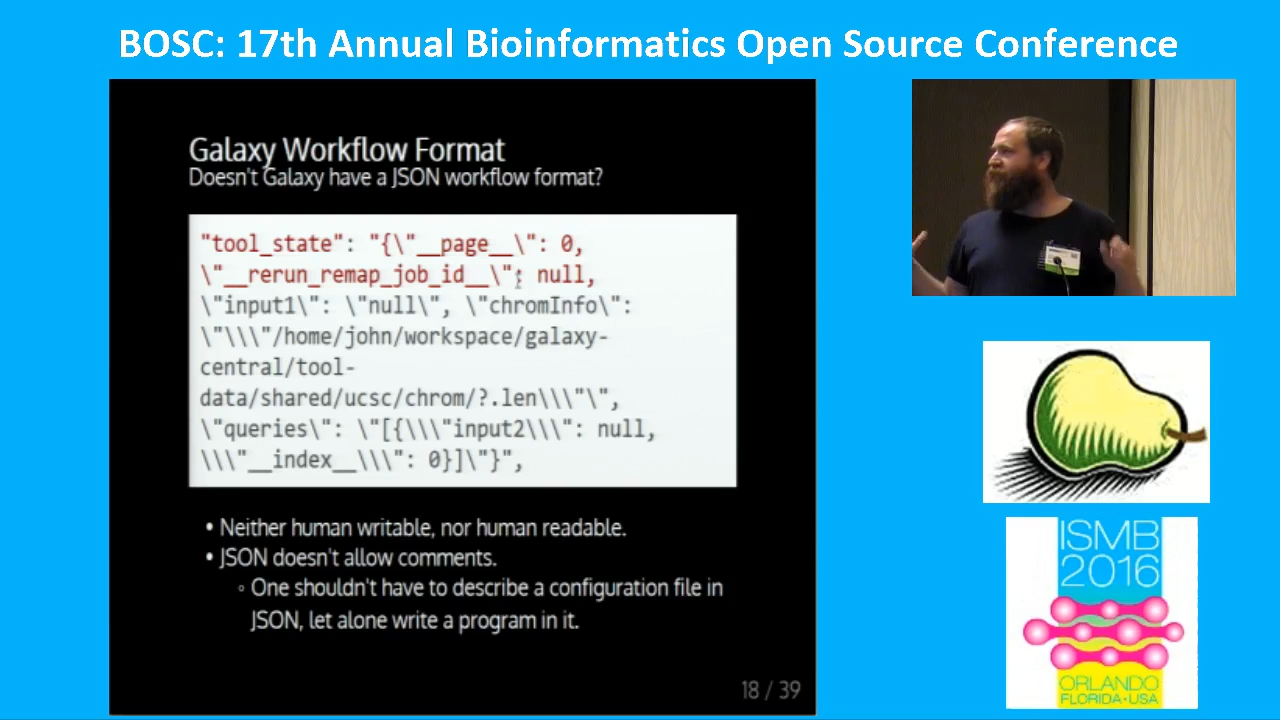 BOSC: 17th Annual Bioinformatics Open Source Conference
Galaxy Workflow Format
Doesn't Galaxy have a JSON workflow format?
"tool_state": "{\"__page__\": 0,
\"__rerun_remap_job_id__\": null,
\"input1\": \"null\", \"chromInfo\":
\"\\\"/home/john/workspace/galaxy-
central/tool-
data/shared/ucsc/chrom/?.len\\\"\",
\"queries\": \"[{\\\"input2\\\": null,
\\\"__index__\\\": 0}]\"}",
• Neither human writable, nor human readable.
• JSON doesn't allow comments.
◦ One shouldn't have to describe a configuration file in
JSON, let alone write a program in it.
18 / 39
ISMB
2016
ORLANDO
FLORIDA•USA